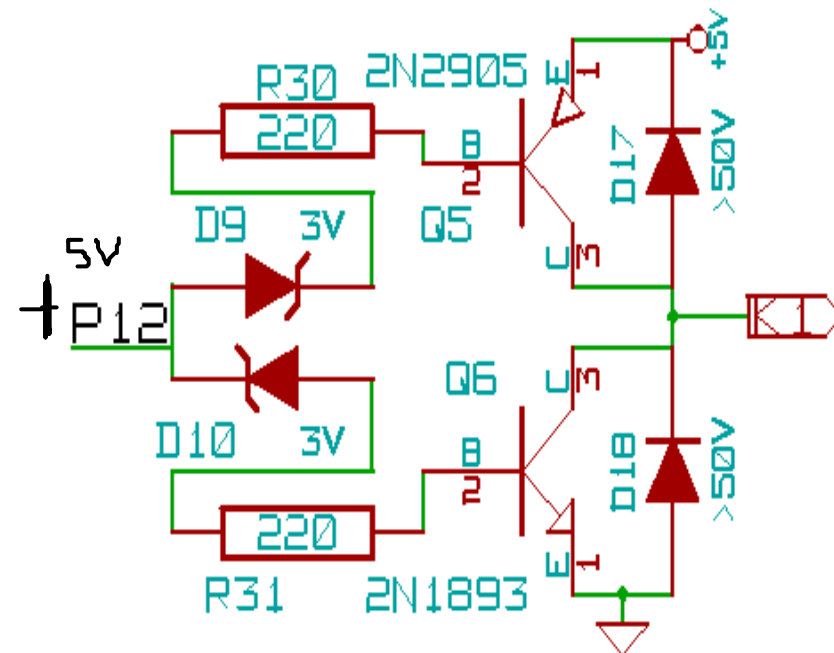 2N2905
E
1
+5V
R30
220
B
2
D17
>50V
D9
3V
Q5
C
3
5V
+
P12
K1
Q6
C
3
D10
3V
B
2
D18
>50V
220
E
1
R31
2N1893